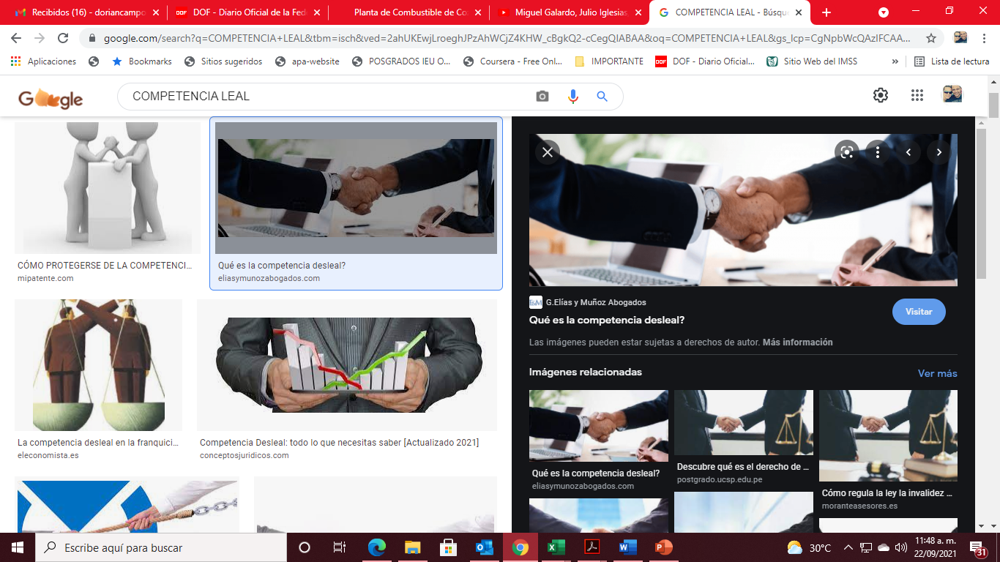 Recibidos (16) - doriancampo
DOF - Diario Oficial de la Fed
Planta de Combustible de Co
Miguel Galardo, Julio Iglesias
COMPETENCIA LEAL - Búsqu
google.com/search?q=COMPETENCIA+LEAL&tbm=isch&ved=2ahUKEwjLroeghJPzAhWCjZ4KHW_cBgkQ2-cCegQIABAA&oq=COMPETENCIA+LEAL&gs_lcp=CgNpbWcQAzIFCAA...
Aplicaciones
Bookmarks
Sitios sugeridos
apa-website
POSGRADOS IEU O...
Coursera - Free Onl...
IMPORTANTE
DOF - Diario Oficial...
Sitio Web del IMSS
»
Lista de lectura
Google
COMPETENCIA LEAL
CÓMO PROTEGERSE DE LA COMPETENCI...
mipatente.com
Qué es la competencia desleal?
eliasymunozabogados.com
La competencia desleal en la franquici...
eleconomista.es
Competencia Desleal: todo lo que necesitas saber [Actualizado 2021]
conceptosjuridicos.com
E&M G.Elías y Muñoz Abogados
Qué es la competencia desleal?
Visitar
Las imágenes pueden estar sujetas a derechos de autor. Más información
Imágenes relacionadas
Ver más
Qué es la competencia desleal?
eliasymunozabogados.com
Descubre qué es el derecho de ...
postgrado.ucsp.edu.pe
Cómo regula la ley la invalidez ...
moranteasesores.es
Escribe aquí para buscar
30°C
11:48 a. m.
22/09/2021
31